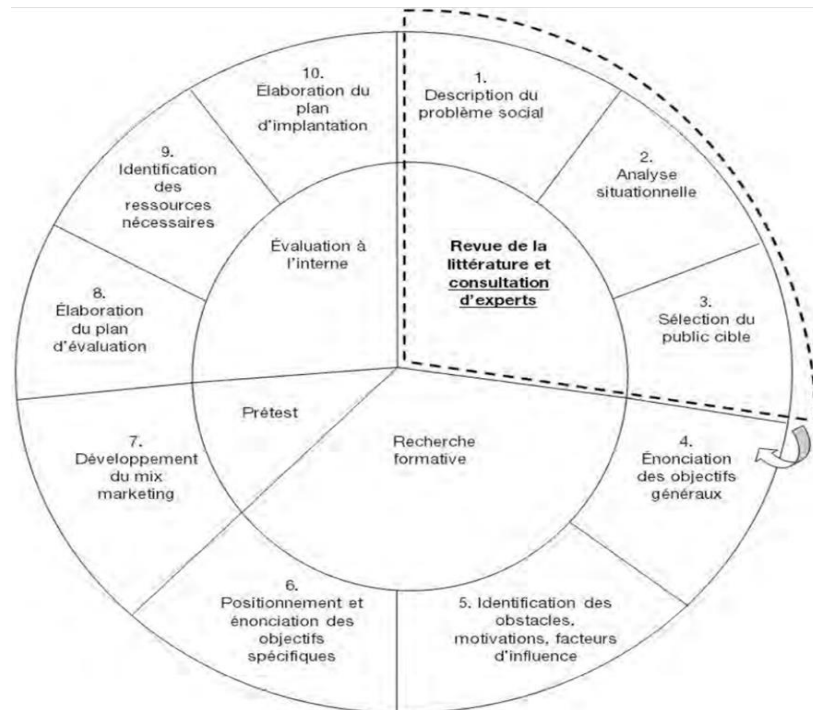 1.
Description du
problème social
2.
Analyse
situationnelle
3.
Sélection du
public cible
4.
Énonciation
des objectifs
généraux
5. Identification des
obstacles,
motivations, facteurs
d'influence
6.
Positionnement et
énonciation des
objectifs
spécifiques
7.
Développement
du mix
marketing
8.
Élaboration
du plan
d'évaluation
9.
Identification
des
ressources
nécessaires
10.
Élaboration du
plan
d'implantation
Évaluation à
l'interne
Revue de la
littérature et
consultation
d'experts
Prétest
Recherche
formative